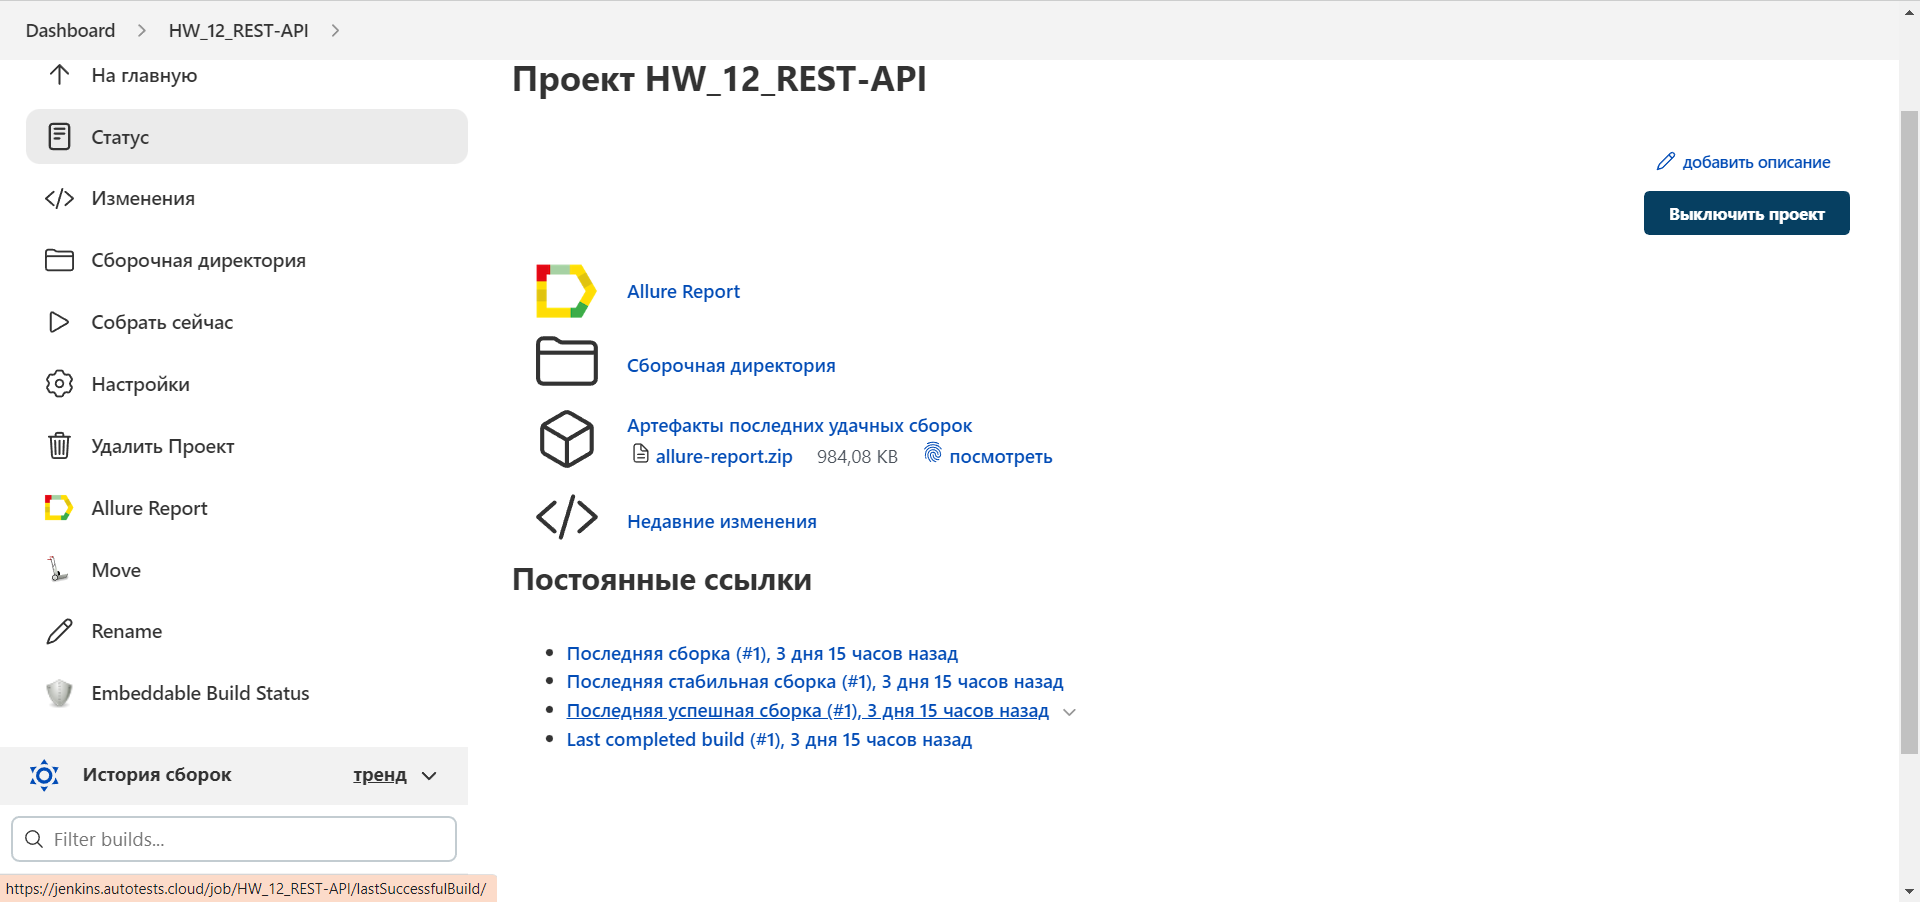 Dashboard HW_12_REST-API
На главную
Статус
Изменения
Сборочная директория
Собрать сейчас
Настройки
Удалить Проект
Allure Report
Move
Rename
Embeddable Build Status
История сборок тренд
Filter builds...
Проект HW_12_REST-API
добавить описание
Выключить проект
Allure Report
Сборочная директория
Артефакты последних удачных сборок
allure-report.zip 984,08 KB посмотреть
Недавние изменения
Постоянные ссылки
Последняя сборка (#1), 3 дня 15 часов назад
Последняя стабильная сборка (#1), 3 дня 15 часов назад
Последняя успешная сборка (#1), 3 дня 15 часов назад
Last completed build (#1), 3 дня 15 часов назад
https://jenkins.autotests.cloud/job/HW_12_REST-API/lastSuccessfulBuild/